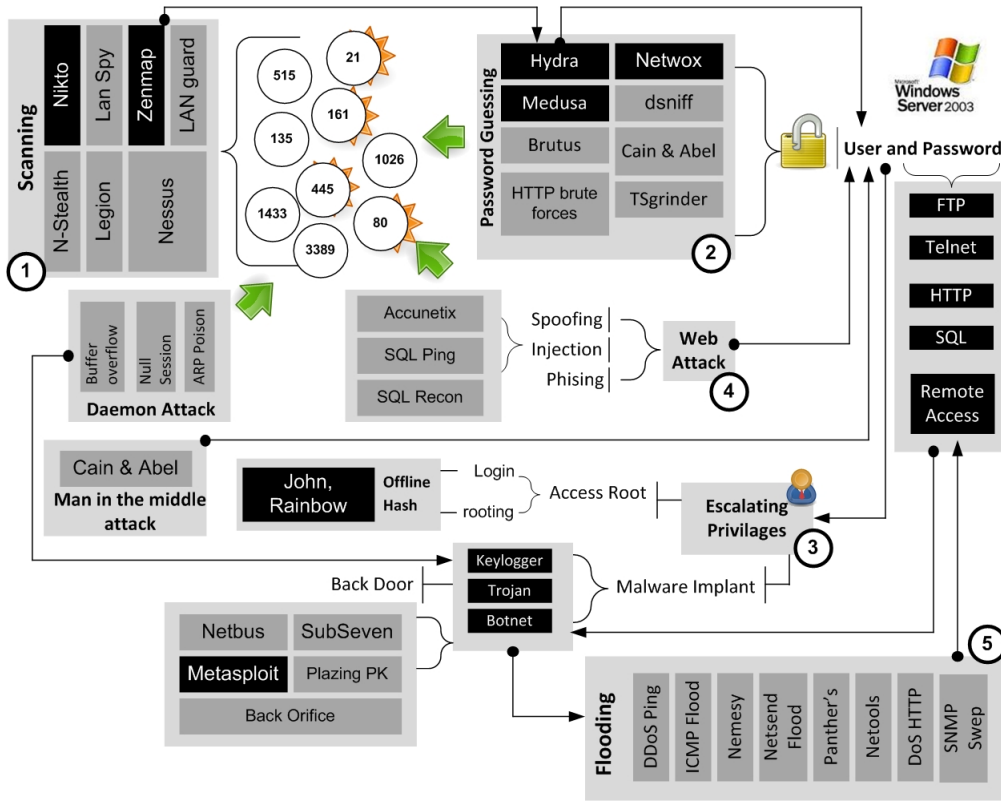 Scanning
Nikto
Lan Spy
Zenmap
LAN guard
N-Stealth
Legion
Nessus
1
515
21
161
135
1026
445
1433
80
3389
Password Guessing
Hydra
Netwox
Medusa
dsniff
Brutus
Cain & Abel
HTTP brute
forces
TSgrinder
2
Microsoft
Windows
Server 2003
User and Password
FTP
Telnet
HTTP
SQL
Remote
Access
Buffer
overflow
Null
Session
ARP Poison
Daemon Attack
Accunetix
SQL Ping
SQL Recon
Spoofing
Injection
Phising
Web
Attack
4
Cain & Abel
Man in the middle
attack
John,
Rainbow
Offline
Hash
Login
rooting
Access Root
Escalating
Privilages
3
Keylogger
Trojan
Botnet
Back Door
Malware Implant
Netbus
SubSeven
Metasploit
Plazing PK
Back Orifice
5
Flooding
DDoS Ping
ICMP Flood
Nemesy
Netsend
Flood
Panther's
Netools
DoS HTTP
SNMP
Swep